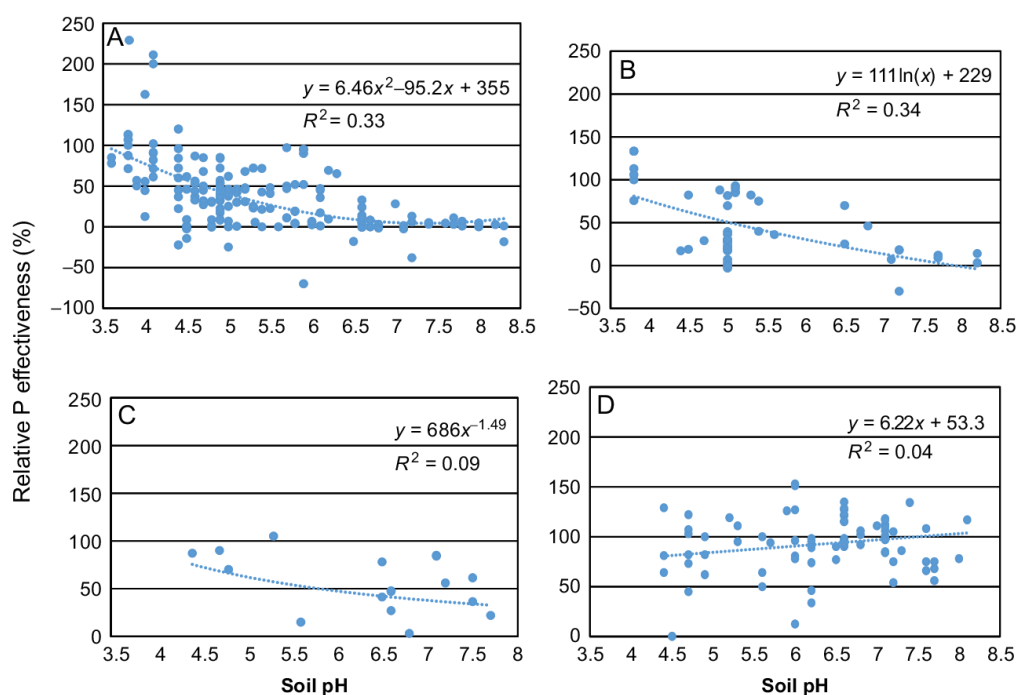 Relative P effectiveness (%)
A
y = 6.46x²–95.2x + 355
R² = 0.33
250
200
150
100
50
0
–50
–100
3.5 4 4.5 5 5.5 6 6.5 7 7.5 8 8.5
B
y = 111ln(x) + 229
R² = 0.34
250
200
150
100
50
0
–50
3.5 4 4.5 5 5.5 6 6.5 7 7.5 8 8.5
C
y = 686x⁻¹·⁴⁹
R² = 0.09
250
200
150
100
50
0
3.5 4 4.5 5 5.5 6 6.5 7 7.5 8
Soil pH
D
y = 6.22x + 53.3
R² = 0.04
250
200
150
100
50
0
3.5 4 4.5 5 5.5 6 6.5 7 7.5 8 8.5
Soil pH